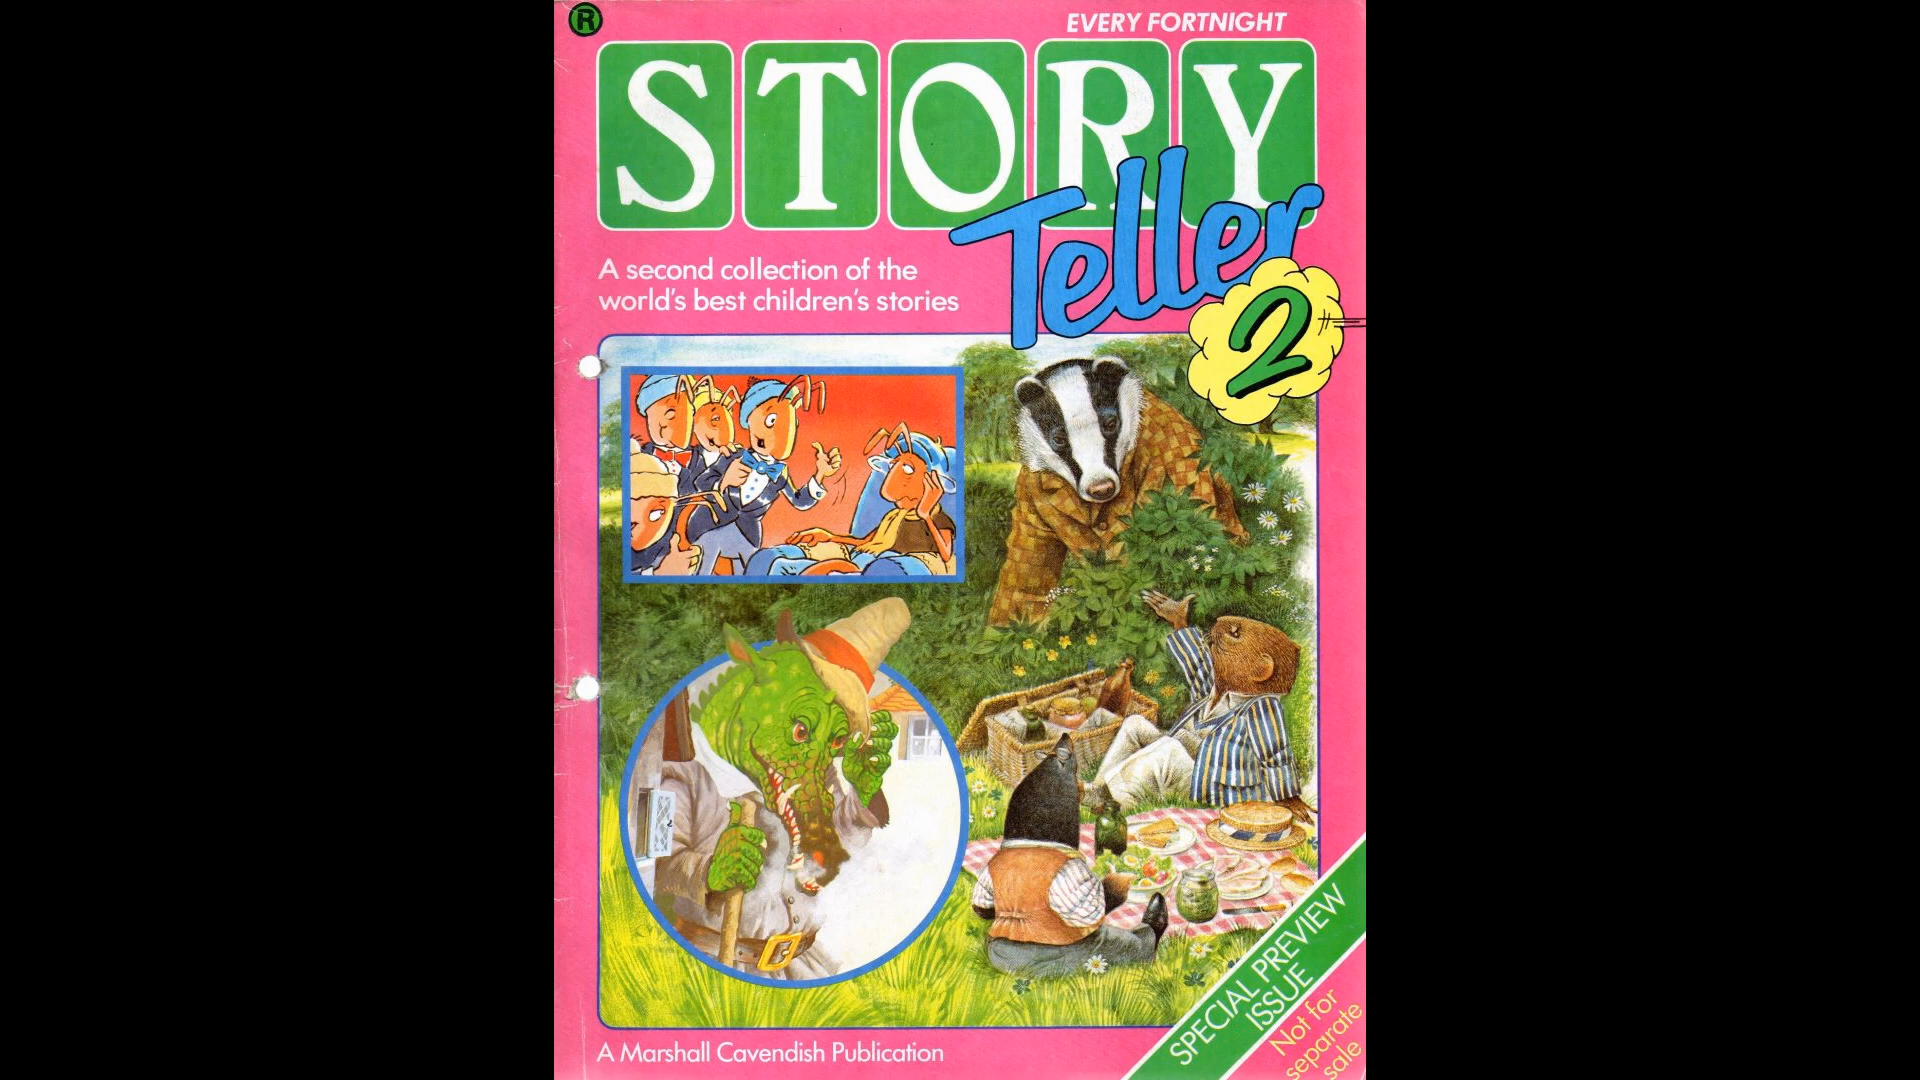 ®
EVERY FORTNIGHT
STORY
Teller
2
A second collection of the
world's best children's stories
SPECIAL PREVIEW
ISSUE
Not for
separate
sale
A Marshall Cavendish Publication